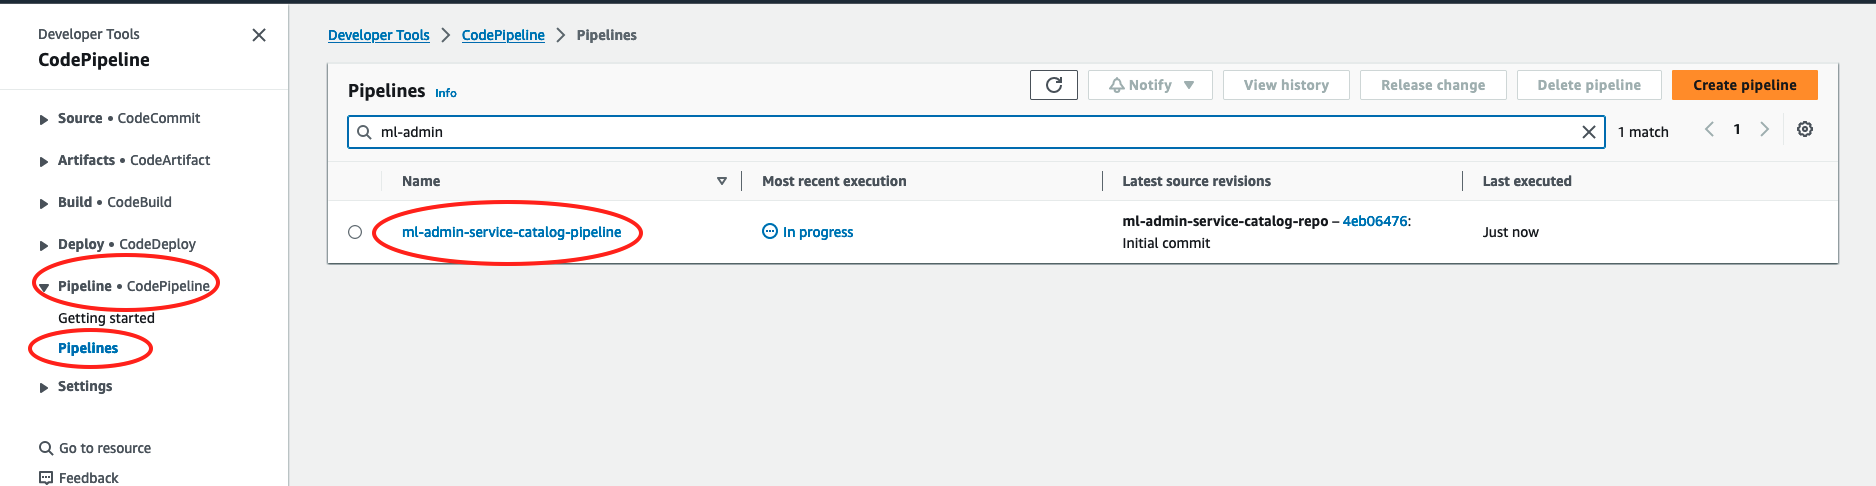 Developer Tools
CodePipeline
Source • CodeCommit
Artifacts • CodeArtifact
Build • CodeBuild
Deploy • CodeDeploy
Pipeline • CodePipeline
Getting started
Pipelines
Settings
Go to resource
Feedback
Developer Tools > CodePipeline > Pipelines
Pipelines Info
Notify View history Release change Delete pipeline Create pipeline
ml-admin 1 match 1
Name Most recent execution Latest source revisions Last executed
ml-admin-service-catalog-pipeline In progress ml-admin-service-catalog-repo – 4eb06476: Just now
Initial commit